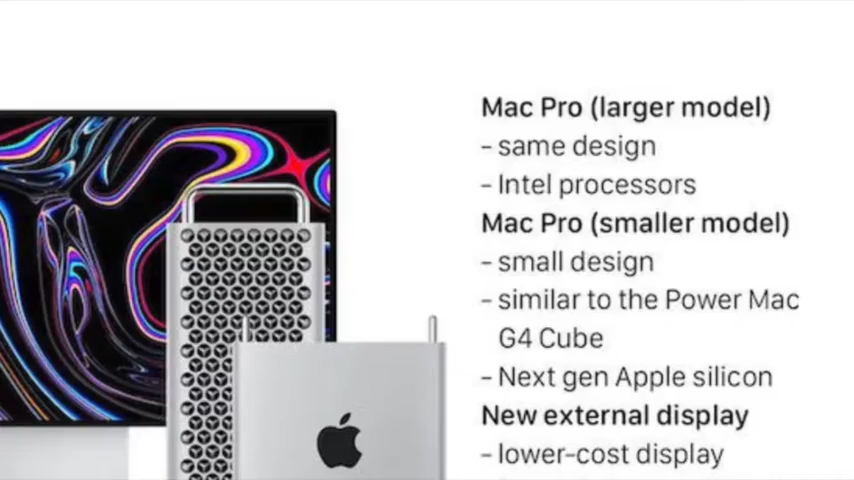 Mac Pro (larger model)
- same design
- Intel processors
Mac Pro (smaller model)
- small design
- similar to the Power Mac
G4 Cube
- Next gen Apple silicon
New external display
- lower-cost display